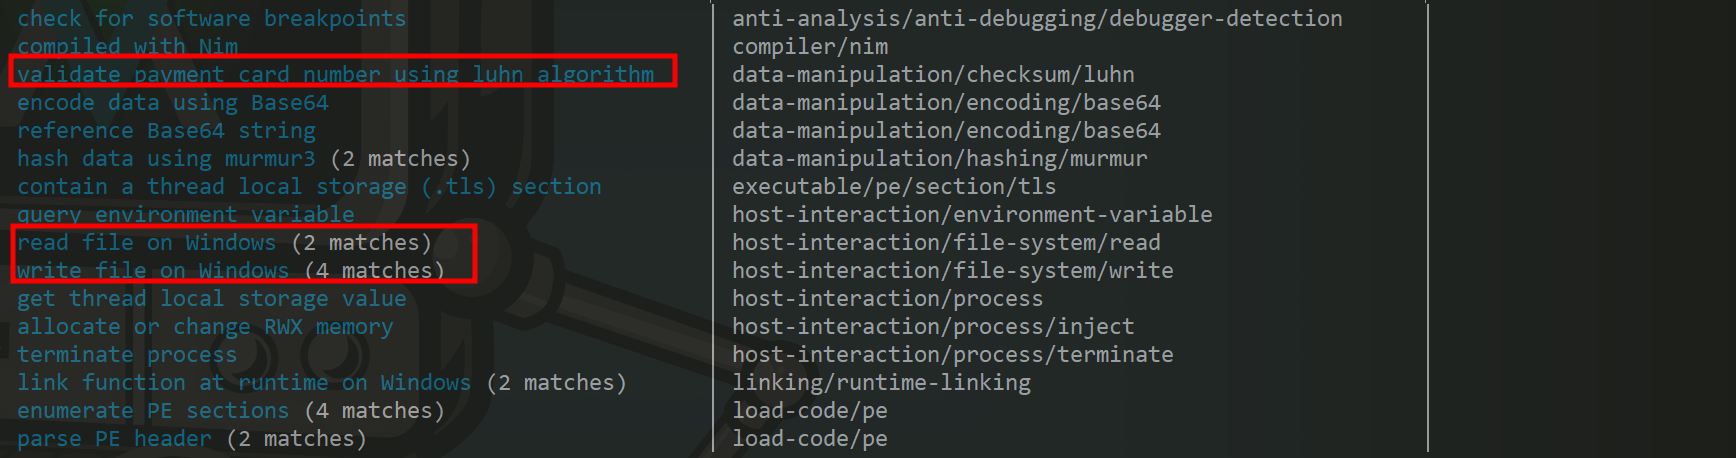 check for software breakpoints anti-analysis/anti-debugging/debugger-detection
compiled with Nim compiler/nim
validate payment card number using luhn algorithm data-manipulation/checksum/luhn
encode data using Base64 data-manipulation/encoding/base64
reference Base64 string data-manipulation/encoding/base64
hash data using murmur3 (2 matches) data-manipulation/hashing/murmur
contain a thread local storage (.tls) section executable/pe/section/tls
query environment variable host-interaction/environment-variable
read file on Windows (2 matches) host-interaction/file-system/read
write file on Windows (4 matches) host-interaction/file-system/write
get thread local storage value host-interaction/process
allocate or change RWX memory host-interaction/process/inject
terminate process host-interaction/process/terminate
link function at runtime on Windows (2 matches) linking/runtime-linking
enumerate PE sections (4 matches) load-code/pe
parse PE header (2 matches) load-code/pe